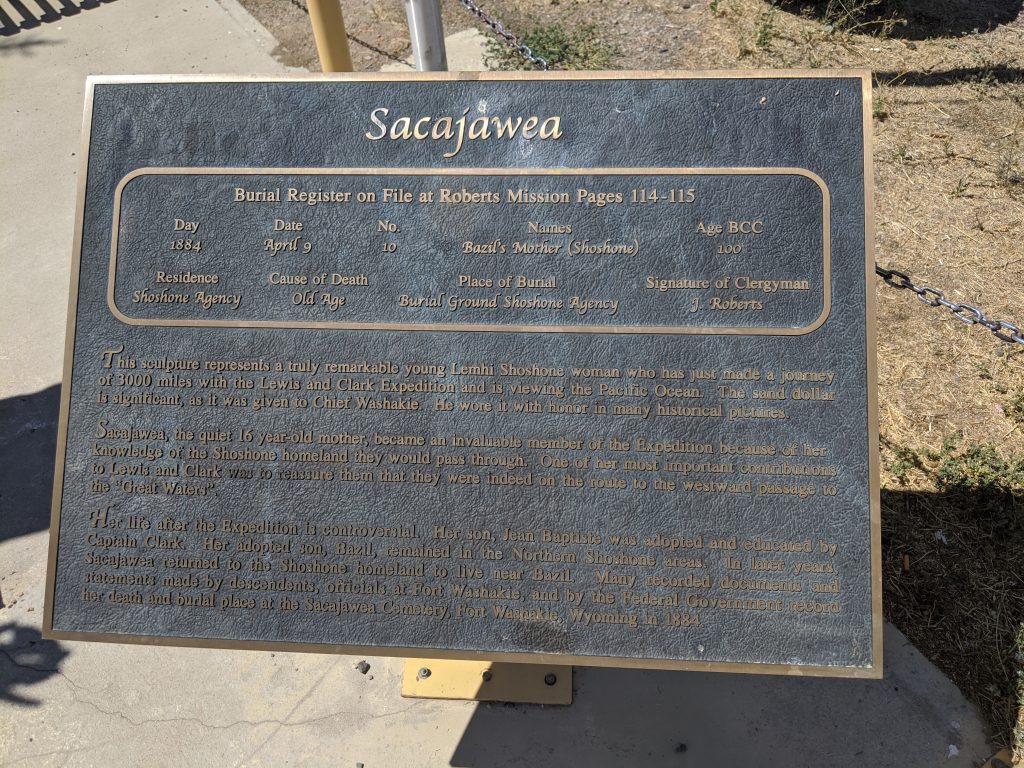 Sacajawea
Burial Register on File at Roberts Mission Pages 114-115
Day Date No. Names Age BCC
1884 April 9 10 Bazil's Mother (Shoshone) 100
Residence Cause of Death Place of Burial Signature of Clergyman
Shoshone Agency Old Age Burial Ground Shoshone Agency J. Roberts
This sculpture represents a truly remarkable young Lemhi Shoshone woman who has just made a journey
of 3000 miles with the Lewis and Clark Expedition and is viewing the Pacific Ocean. The sand dollar
is significant, as it was given to Chief Washakie. He wore it with honor in many historical pictures.
Sacajawea, the quiet 16 year-old mother, became an invaluable member of the Expedition because of her
knowledge of the Shoshone homeland they would pass through. One of her most important contributions
to Lewis and Clark was to reassure them that they were indeed on the route to the westward passage to
the "Great Waters".
Her life after the Expedition is controversial. Her son, Jean Baptiste was adopted and educated by
Captain Clark. Her adopted son, Bazil, remained in the Northern Shoshone areas. In later years,
Sacajawea returned to the Shoshone homeland to live near Bazil. Many recorded documents and
statements made by descendents, officials at Fort Washakie, and by the Federal Government record
her death and burial place at the Sacajawea Cemetery, Fort Washakie, Wyoming in 1884.